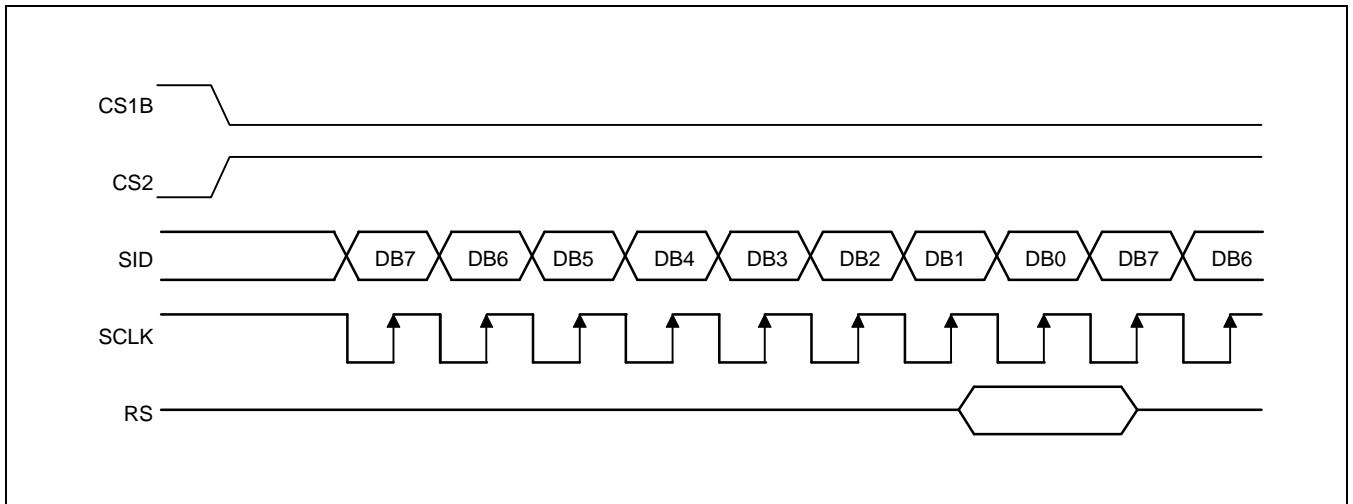 CS1B
CS2
SID DB7 DB6 DB5 DB4 DB3 DB2 DB1 DB0 DB7 DB6
SCLK
RS